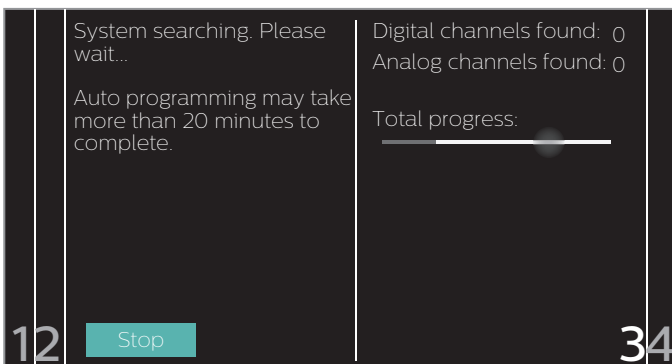 System searching. Please
wait...
Auto programming may take
more than 20 minutes to
complete.
Digital channels found: 0
Analog channels found: 0
Total progress:
12
Stop
34